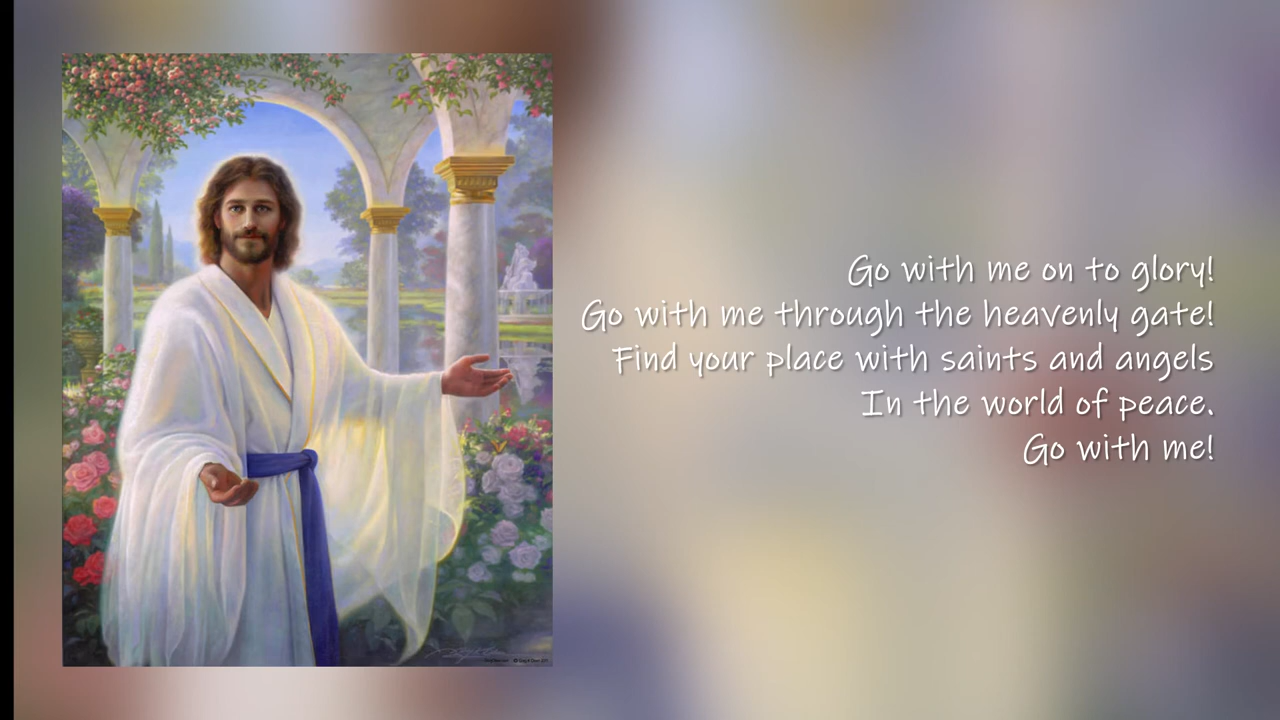 Go with me on to glory!
Go with me through the heavenly gate!
Find your place with saints and angels
In the world of peace.
Go with me!